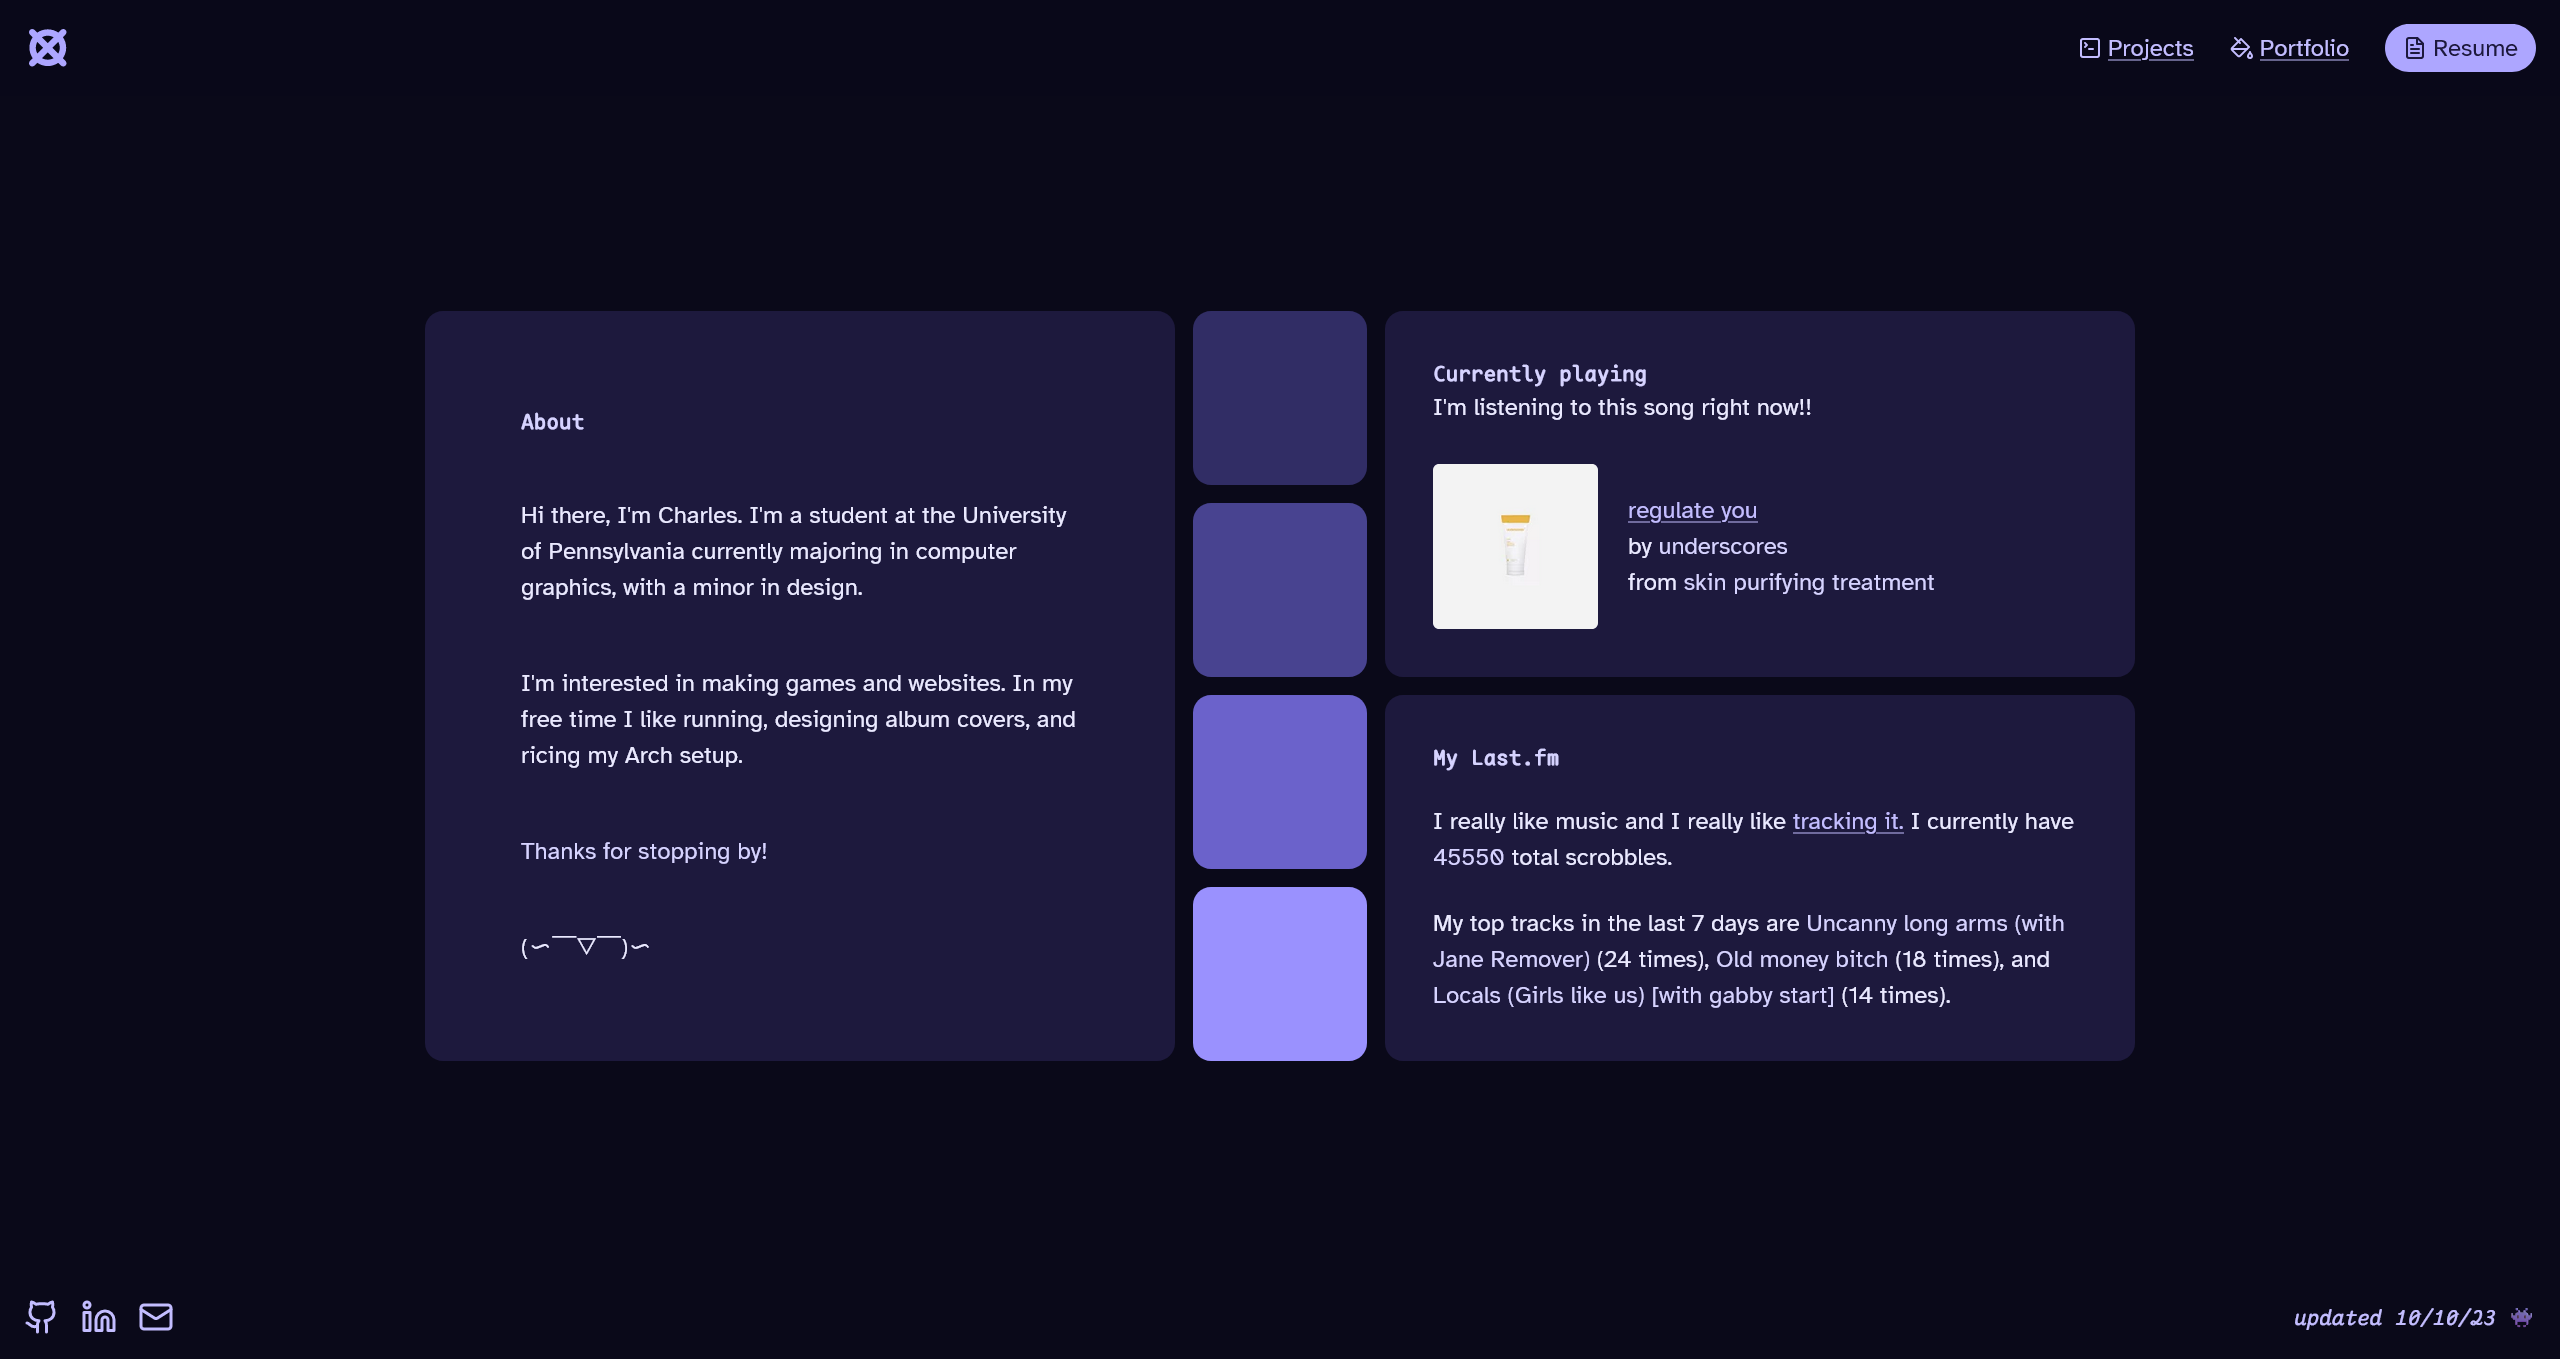 Projects
Portfolio
Resume
About
Hi there, I'm Charles. I'm a student at the University
of Pennsylvania currently majoring in computer
graphics, with a minor in design.
I'm interested in making games and websites. In my
free time I like running, designing album covers, and
ricing my Arch setup.
Thanks for stopping by!
(∽￣▽￣)∽
Currently playing
I'm listening to this song right now!!
regulate you
by underscores
from skin purifying treatment
My Last.fm
I really like music and I really like tracking it. I currently have
45550 total scrobbles.
My top tracks in the last 7 days are Uncanny long arms (with
Jane Remover) (24 times), Old money bitch (18 times), and
Locals (Girls like us) [with gabby start] (14 times).
updated 10/10/23